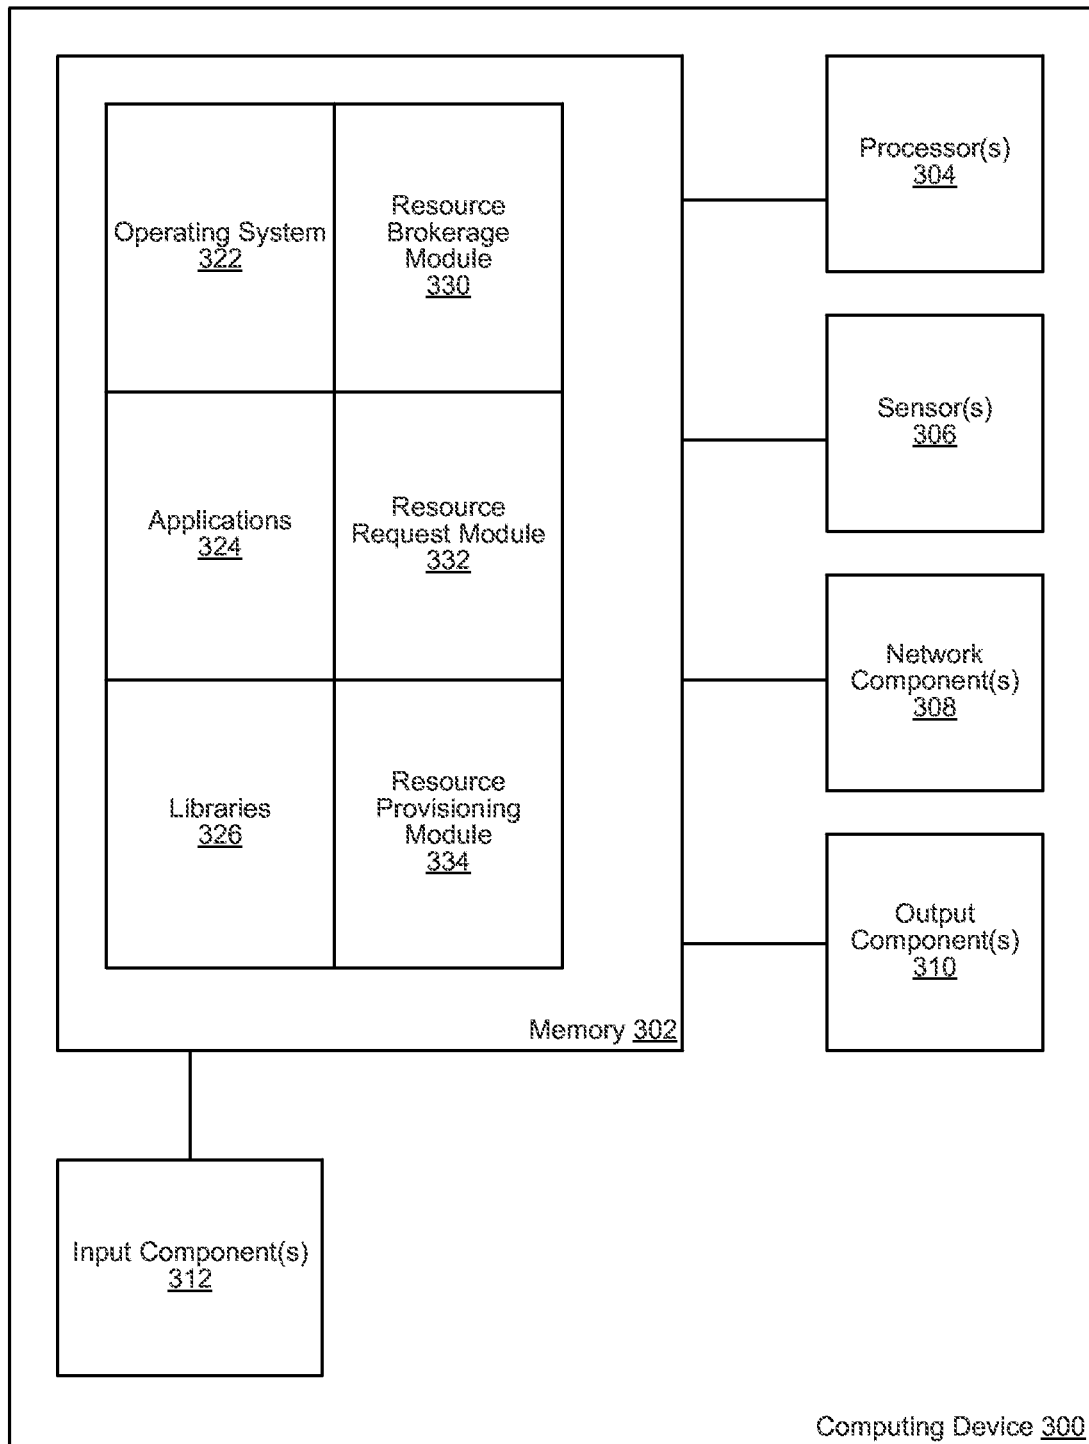 Operating System
322
Resource
Brokerage
Module
330
Applications
324
Resource
Request Module
332
Libraries
326
Resource
Provisioning
Module
334
Memory 302
Processor(s)
304
Sensor(s)
306
Network
Component(s)
308
Output
Component(s)
310
Input Component(s)
312
Computing Device 300